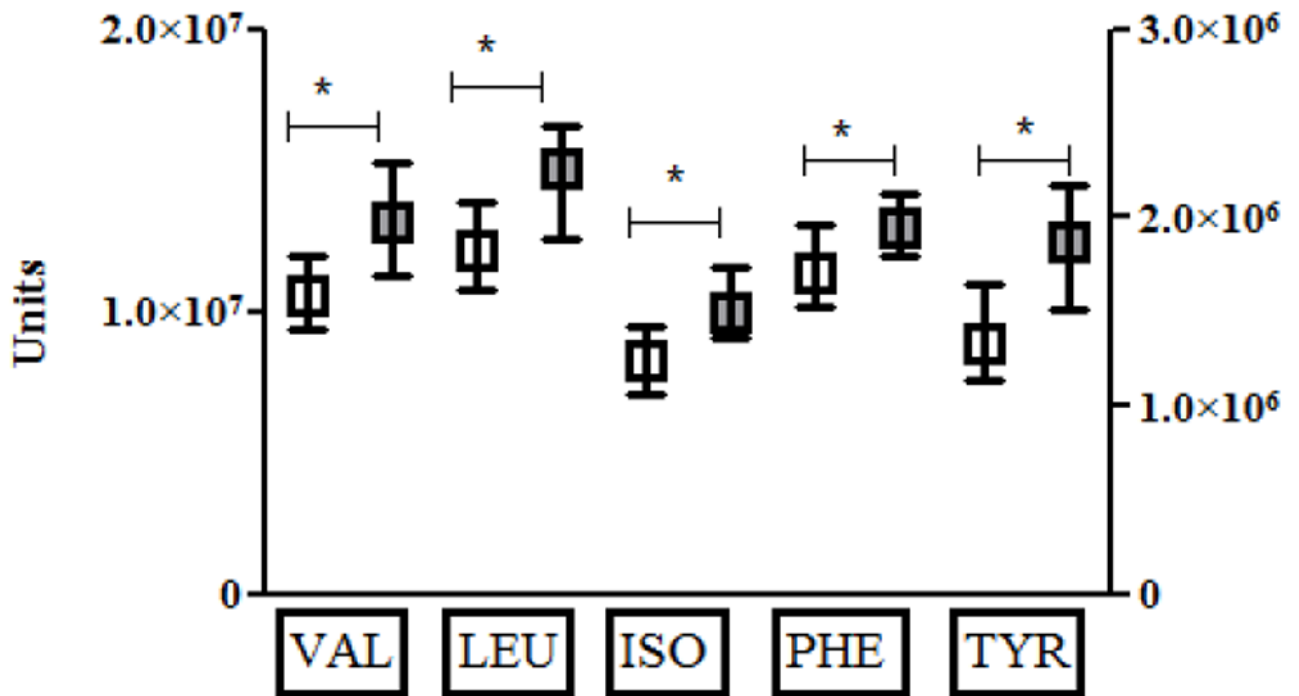 2.0×10⁷
3.0×10⁶
*
*
*
*
*
2.0×10⁶
Units
1.0×10⁷
1.0×10⁶
0
0
VAL
LEU
ISO
PHE
TYR